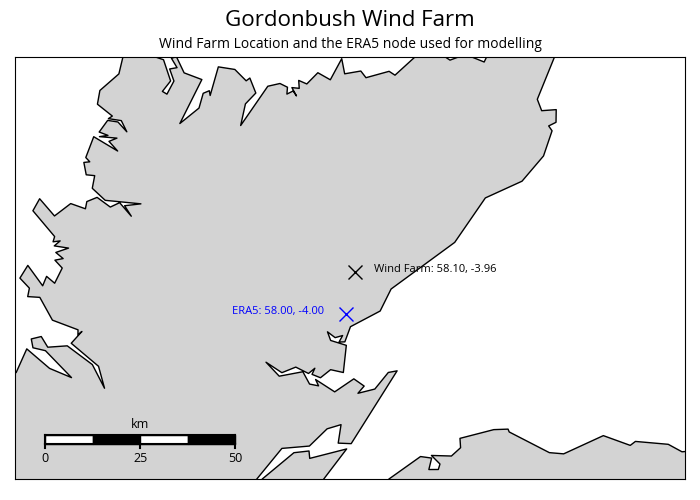 Gordonbush Wind Farm
Wind Farm Location and the ERA5 node used for modelling
Wind Farm: 58.10, -3.96
ERA5: 58.00, -4.00
km
0 25 50